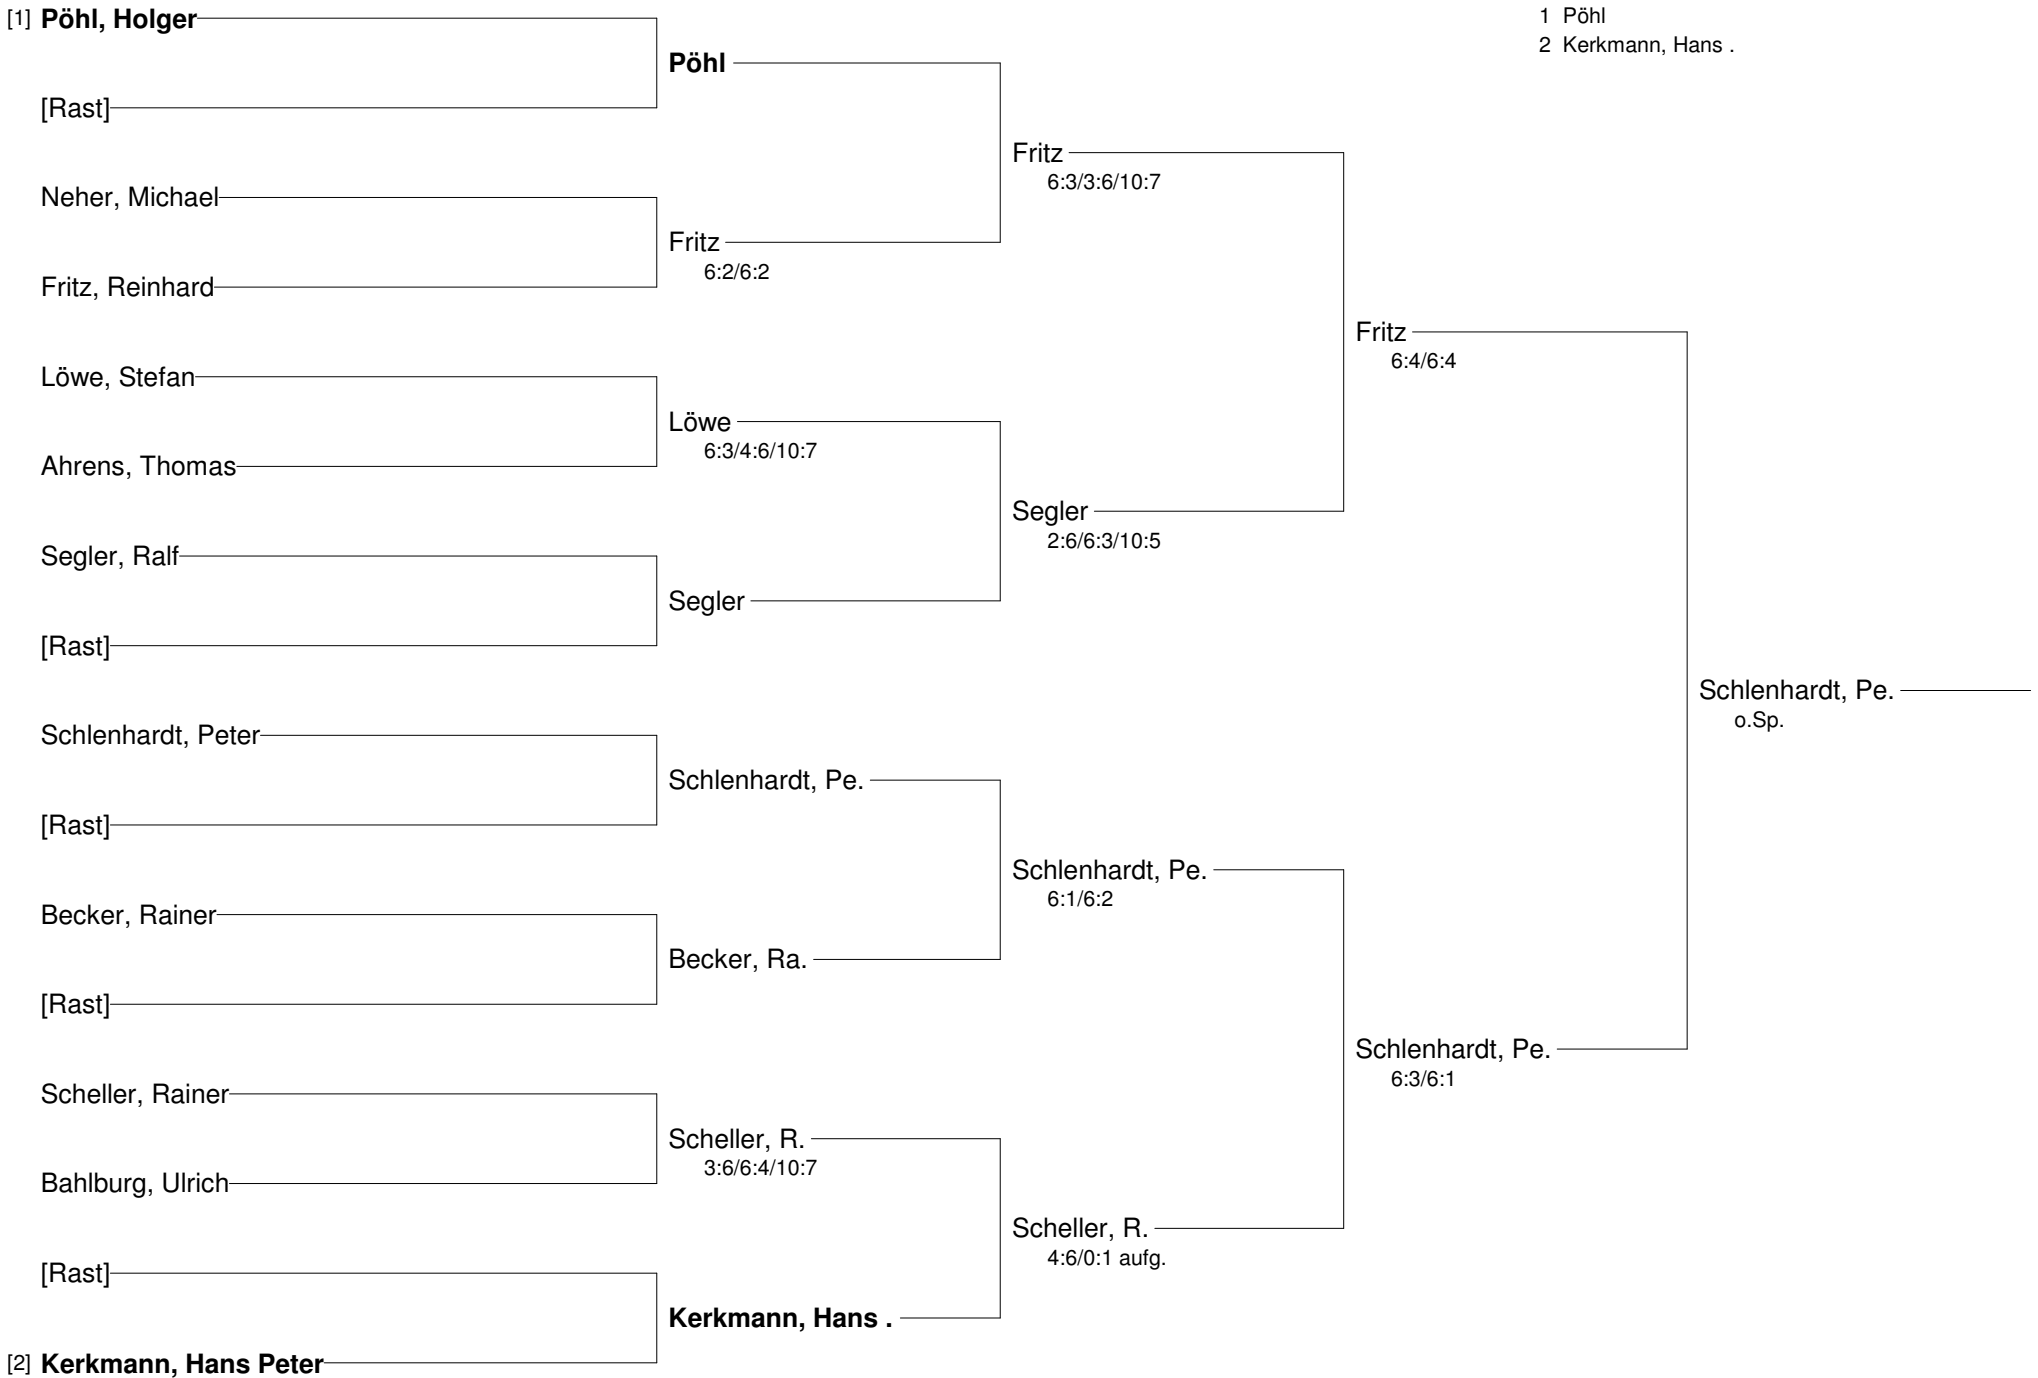 [1] Pöhl, Holger
[Rast]
Neher, Michael
Fritz, Reinhard
Löwe, Stefan
Ahrens, Thomas
Segler, Ralf
[Rast]
Schlenhardt, Peter
[Rast]
Becker, Rainer
[Rast]
Scheller, Rainer
Bahlburg, Ulrich
[Rast]
[2] Kerkmann, Hans Peter
Pöhl
Fritz
6:2/6:2
Löwe
6:3/4:6/10:7
Segler
Schlenhardt, Pe.
Becker, Ra.
Scheller, R.
3:6/6:4/10:7
Kerkmann, Hans .
Fritz
6:3/3:6/10:7
Segler
2:6/6:3/10:5
Schlenhardt, Pe.
6:1/6:2
Scheller, R.
4:6/0:1 aufg.
Fritz
6:4/6:4
Schlenhardt, Pe.
6:3/6:1
Schlenhardt, Pe.
o.Sp.
1 Pöhl
2 Kerkmann, Hans .